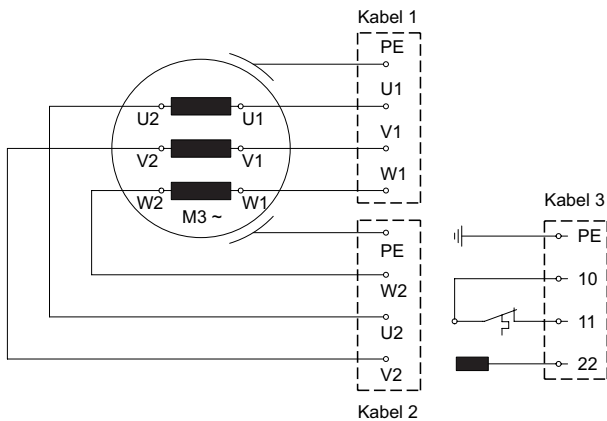 Kabel 1
PE
U1
V1
W1
U2 U1
V2 V1
W2 W1
M3 ~
PE
W2
U2
V2
Kabel 2
Kabel 3
PE
10
11
22